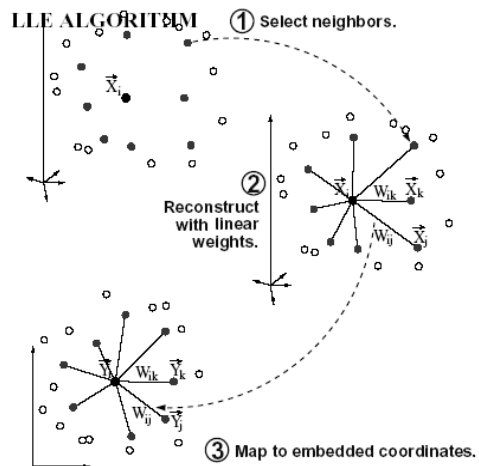 LLE ALGORITHM
1 Select neighbors.
X⃗i
2
Reconstruct
with linear
weights.
X⃗i Wik X⃗k
Wij X⃗j
Y⃗i Wik Y⃗k
Wij Y⃗j
3 Map to embedded coordinates.